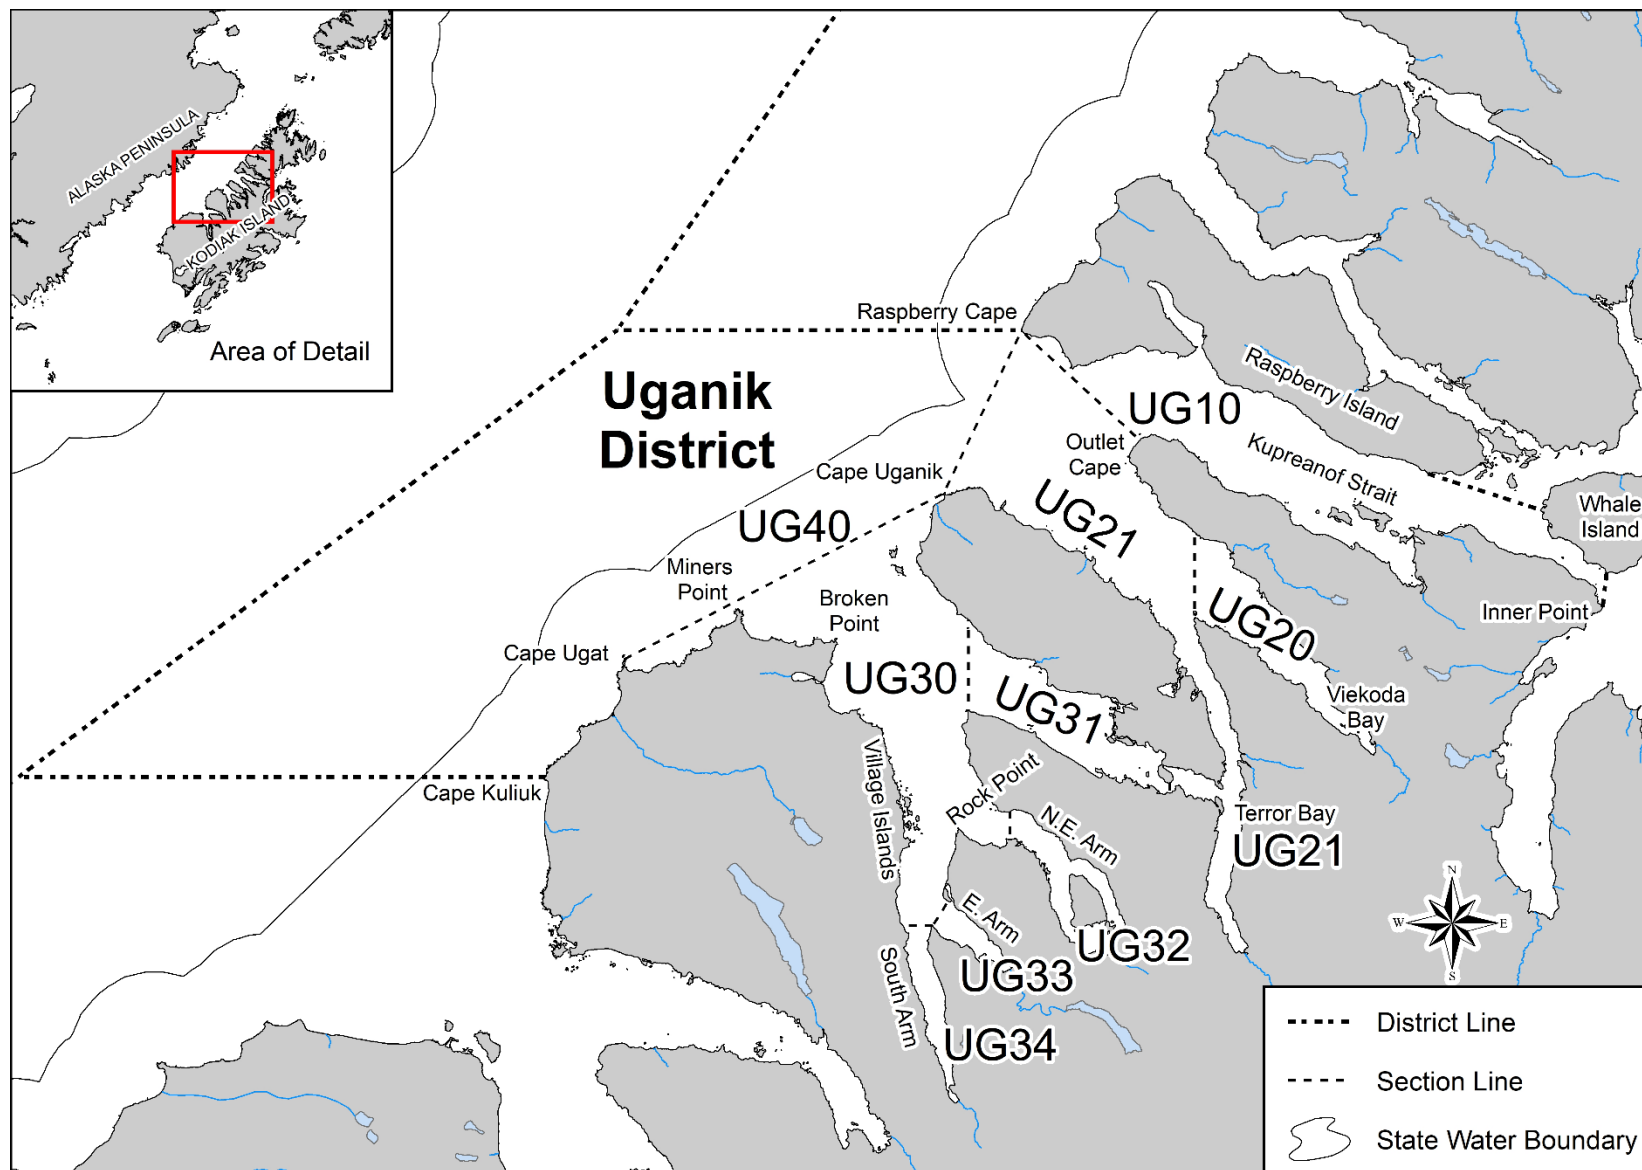 ALASKA PENINSULA
KODIAK ISLAND
Area of Detail
Raspberry Cape
Uganik
District
UG10
Raspberry Island
Outlet
Cape
Kupreanof Strait
Cape Uganik
UG21
UG40
Whale
Island
Miners
Point
Broken
Point
Inner Point
UG20
Cape Ugat
UG30
UG31
Viekoda
Bay
Village Islands
Rock Point
Cape Kuliuk
N.E. Arm
Terror Bay
UG21
E. Arm
UG32
UG33
South Arm
UG34
N
W
E
S
District Line
Section Line
State Water Boundary